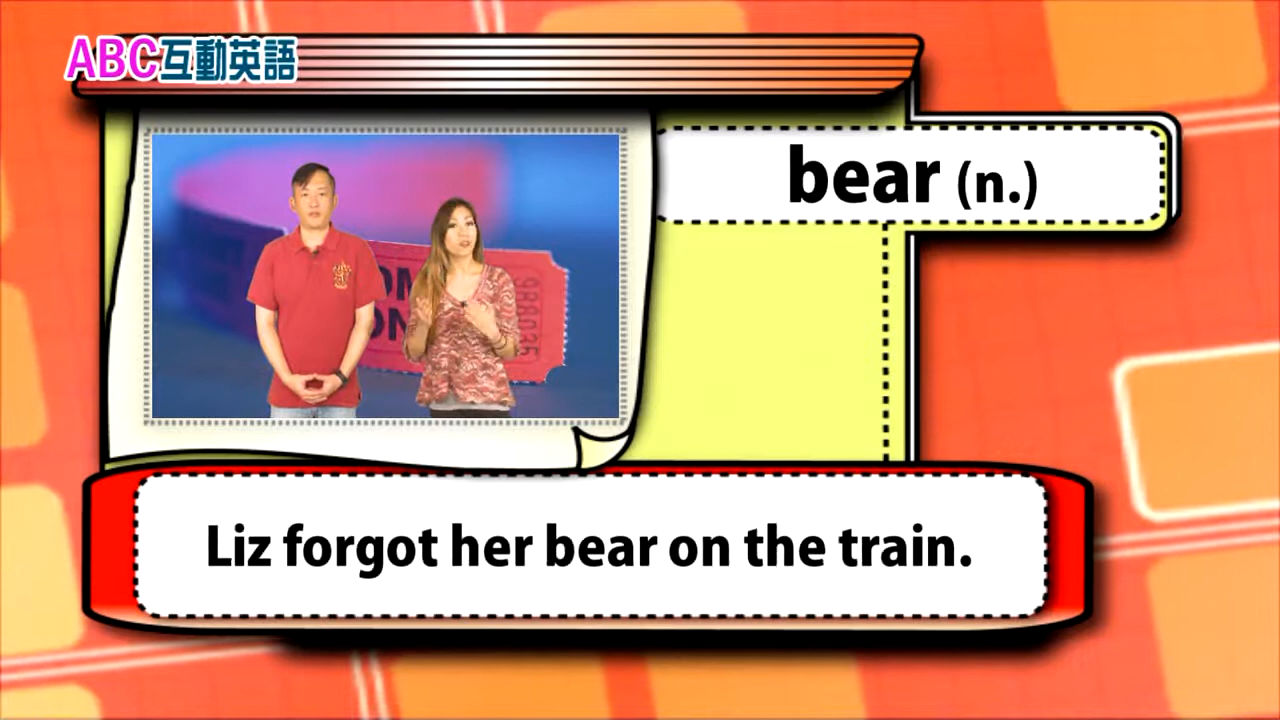 ABC互動英語
bear (n.)
Liz forgot her bear on the train.